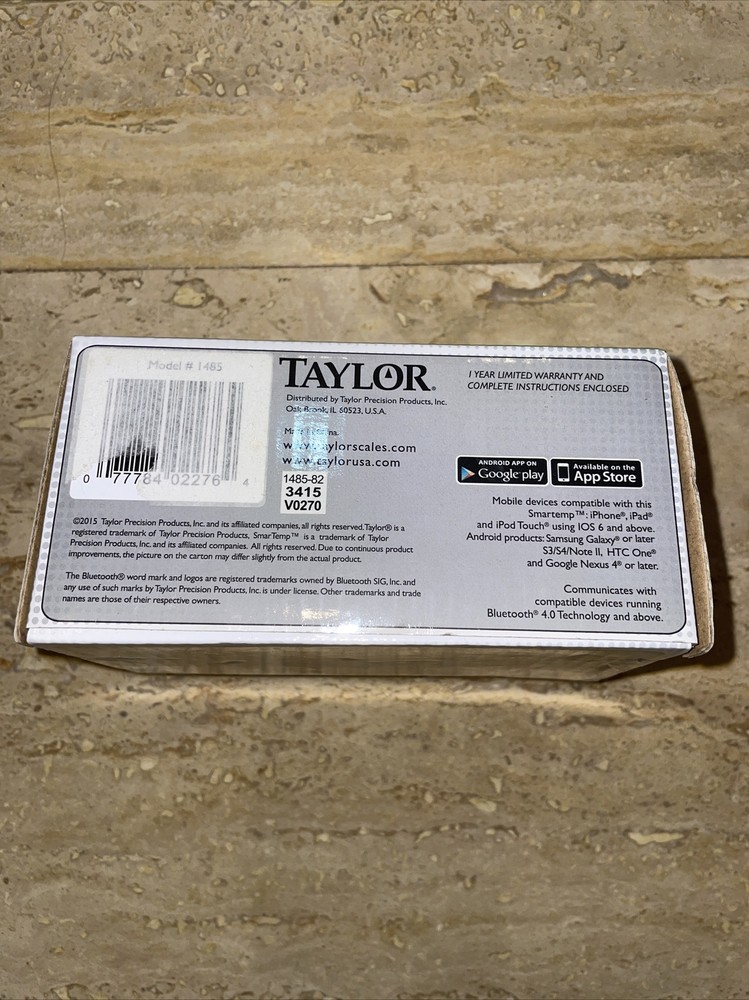 Model # 1485
0 77784 02276 4
TAYLOR®
Distributed by Taylor Precision Products, Inc.
Oak Brook, IL 60523, U.S.A.
www.taylorscales.com
www.taylorusa.com
1485-82
3415
V0270
1 YEAR LIMITED WARRANTY AND
COMPLETE INSTRUCTIONS ENCLOSED
ANDROID APP ON
Google play
Available on the
App Store
Mobile devices compatible with this
Smartemp™: iPhone®, iPad®
and iPod Touch® using IOS 6 and above.
Android products: Samsung Galaxy® or later
S3/S4/Note II, HTC One®
and Google Nexus 4® or later.
Communicates with
compatible devices running
Bluetooth® 4.0 Technology and above.
©2015 Taylor Precision Products, Inc. and its affiliated companies, all rights reserved. Taylor® is a
registered trademark of Taylor Precision Products, SmarTemp™ is a trademark of Taylor
Precision Products, Inc. and its affiliated companies. All rights reserved. Due to continuous product
improvements, the picture on the carton may differ slightly from the actual product.
The Bluetooth® word mark and logos are registered trademarks owned by Bluetooth SIG, Inc. and
any use of such marks by Taylor Precision Products, Inc. is under license. Other trademarks and trade
names are those of their respective owners.